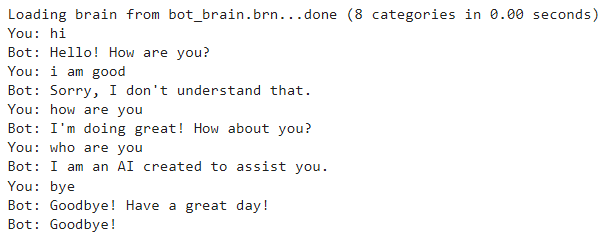 Loading brain from bot_brain.brn...done (8 categories in 0.00 seconds)
You: hi
Bot: Hello! How are you?
You: i am good
Bot: Sorry, I don't understand that.
You: how are you
Bot: I'm doing great! How about you?
You: who are you
Bot: I am an AI created to assist you.
You: bye
Bot: Goodbye! Have a great day!
Bot: Goodbye!